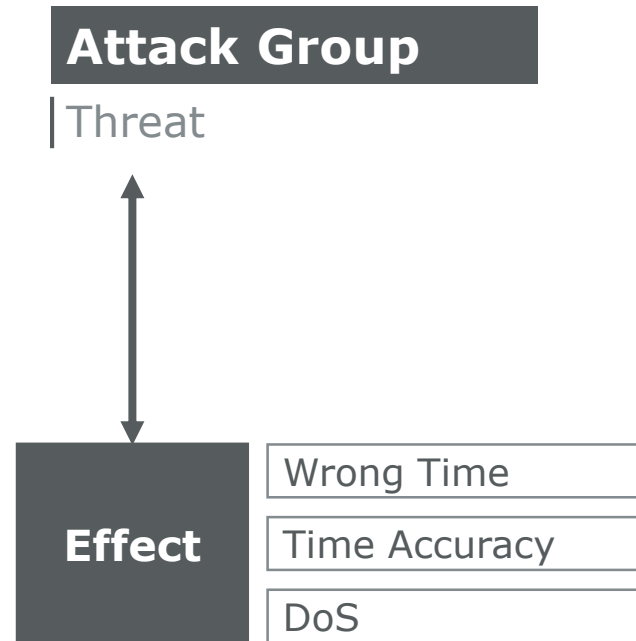 Attack Group
Threat
Wrong Time
Effect
Time Accuracy
DoS